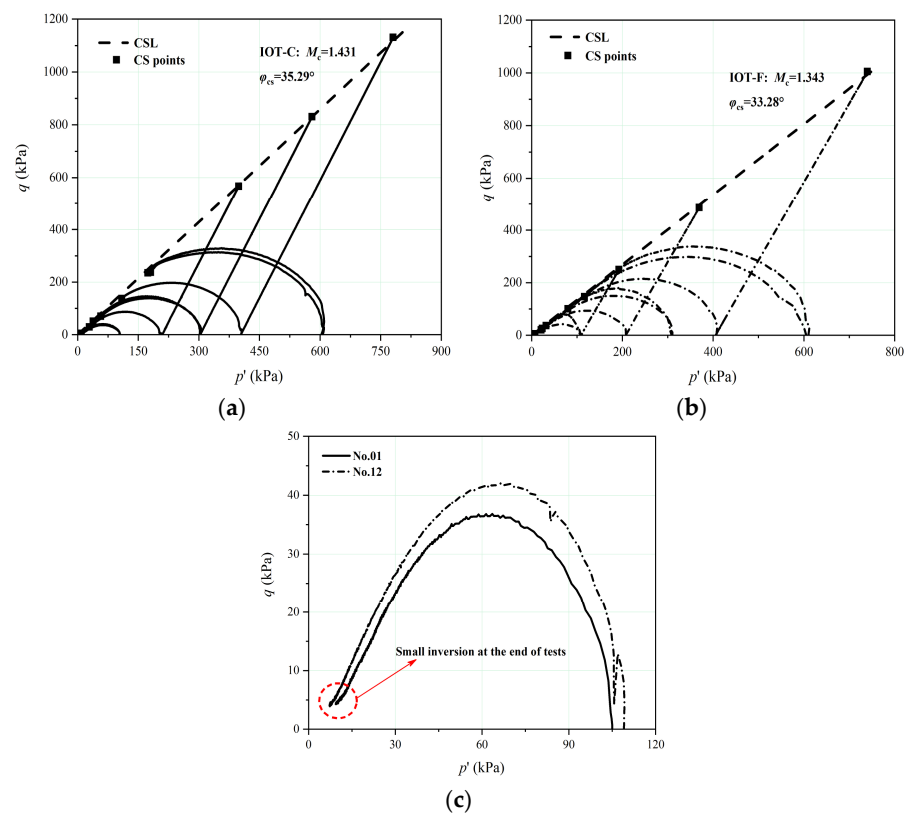 (a)
1200
1000
800
600
400
200
0
q (kPa)
CSL
CS points
IOT-C: Mc=1.431
φcs=35.29°
0 150 300 450 600 750 900
p' (kPa)
(b)
1200
1000
800
600
400
200
0
q (kPa)
CSL
CS points
IOT-F: Mc=1.343
φcs=33.28°
0 200 400 600 800
p' (kPa)
50
40
30
20
10
0
q (kPa)
No.01
No.12
Small inversion at the end of tests
0 30 60 90 120
p' (kPa)
(c)